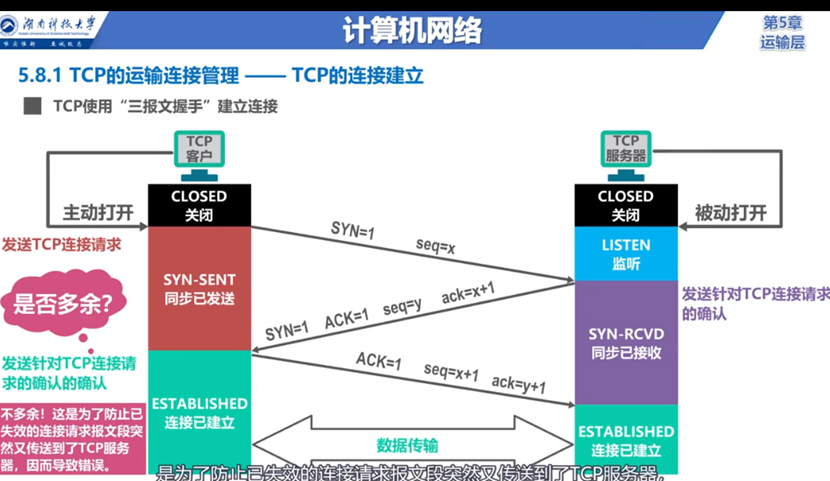 湖南科技大学
计算机网络
第5章
运输层
5.8.1 TCP的运输连接管理 —— TCP的连接建立
TCP使用“三报文握手”建立连接
TCP
客户
TCP
服务器
CLOSED
关闭
CLOSED
关闭
主动打开
被动打开
发送TCP连接请求
SYN=1 seq=x
LISTEN
监听
SYN-SENT
同步已发送
是否多余？
SYN=1 ACK=1 seq=y ack=x+1
发送针对TCP连接请求
的确认
SYN-RCVD
同步已接收
发送针对TCP连接请
求的确认的确认
ACK=1 seq=x+1 ack=y+1
ESTABLISHED
连接已建立
不多余！这是为了防止已
失效的连接请求报文段突
然又传送到了TCP服务
器，因而导致错误。
数据传输
ESTABLISHED
连接已建立
是为了防止已失效的连接请求报文段突然又传送到了TCP服务器，